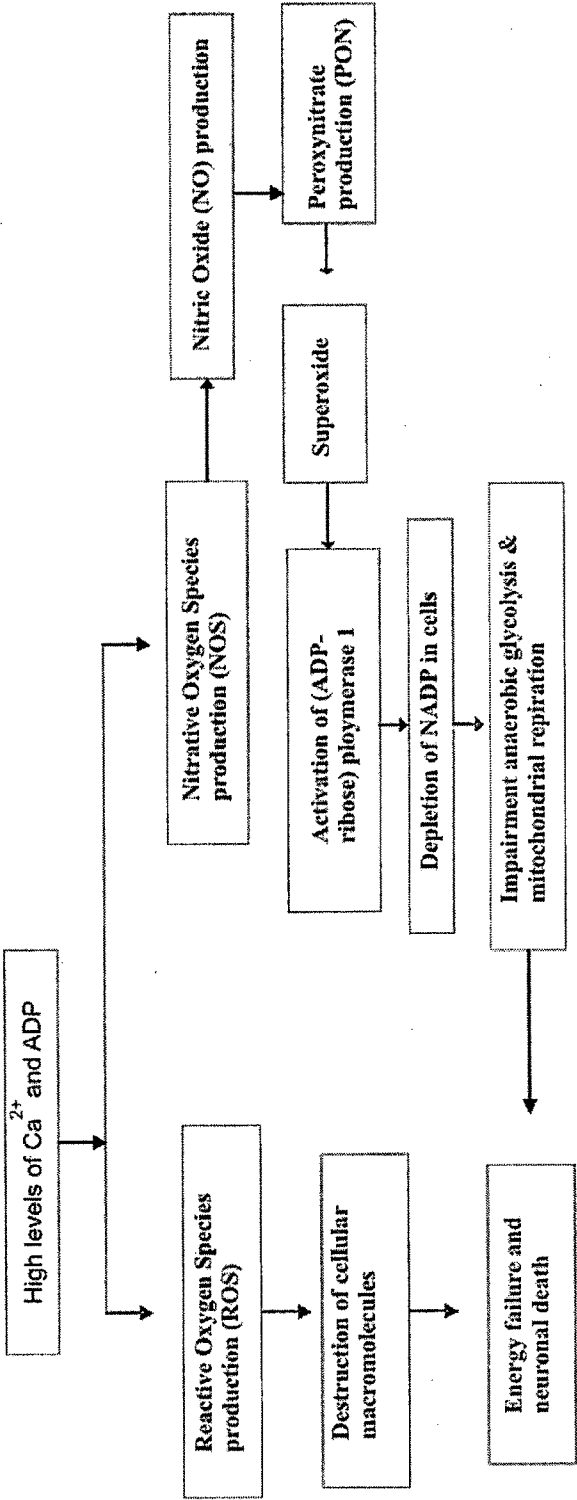 High levels of Ca2+ and ADP
Reactive Oxygen Species
production (ROS)
Destruction of cellular
macromolecules
Energy failure and
neuronal death
Nitrative Oxygen Species
production (NOS)
Nitric Oxide (NO) production
Peroxynitrate
production (PON)
Superoxide
Activation of (ADP-
ribose) ploymerase 1
Depletion of NADP in cells
Impairment anaerobic glycolysis &
mitochondrial repiration